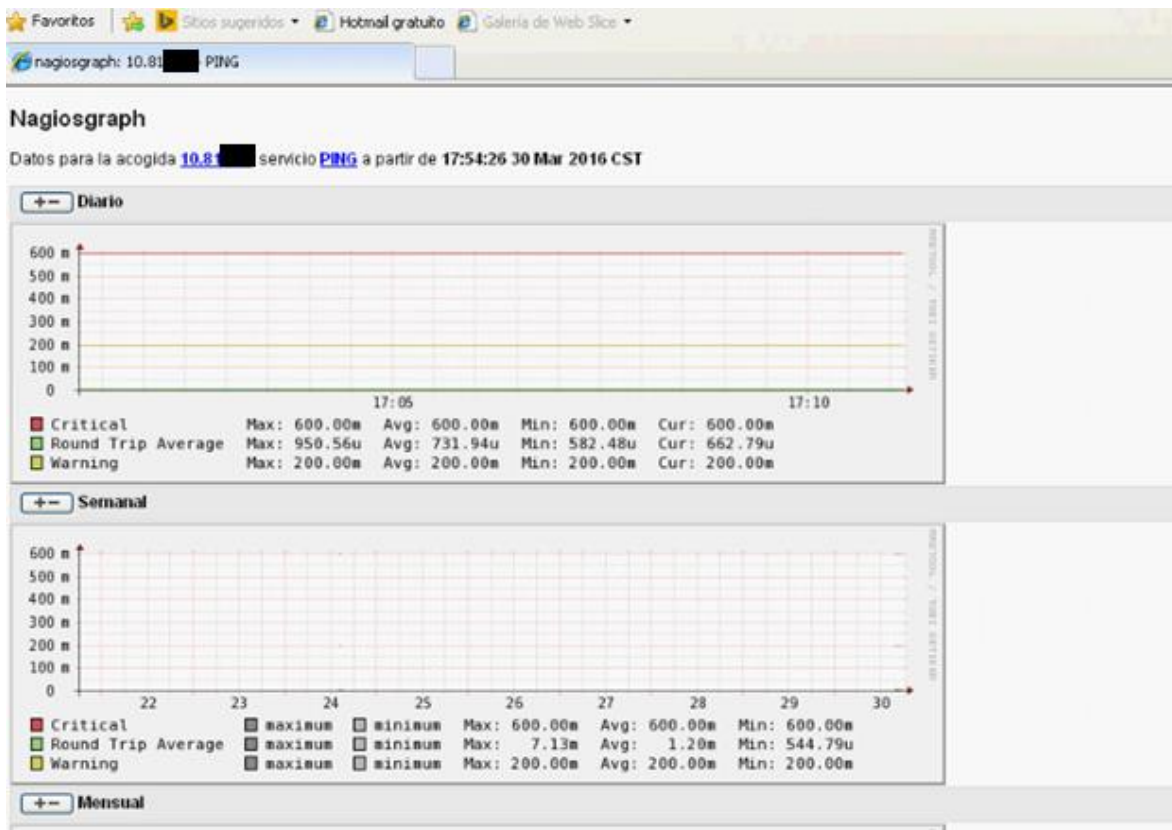 Favoritos Sitios sugeridos Hotmail gratuito Galería de Web Slice
nagiosgraph: 10.81 PING
Nagiosgraph
Datos para la acogida 10.81 servicio PING a partir de 17:54:26 30 Mar 2016 CST
+− Diario
600 m
500 m
400 m
300 m
200 m
100 m
0
17:05 17:10
Critical Max: 600.00m Avg: 600.00m Min: 600.00m Cur: 600.00m
Round Trip Average Max: 950.56u Avg: 731.94u Min: 582.48u Cur: 662.79u
Warning Max: 200.00m Avg: 200.00m Min: 200.00m Cur: 200.00m
+− Semanal
600 m
500 m
400 m
300 m
200 m
100 m
0
22 23 24 25 26 27 28 29 30
Critical maximum minimum Max: 600.00m Avg: 600.00m Min: 600.00m
Round Trip Average maximum minimum Max: 7.13m Avg: 1.20m Min: 544.79u
Warning maximum minimum Max: 200.00m Avg: 200.00m Min: 200.00m
+− Mensual